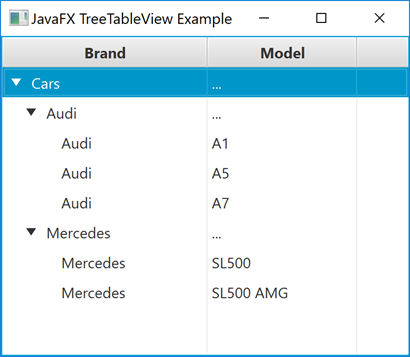 JavaFX TreeTableView Example
Brand Model
Cars ...
Audi ...
Audi A1
Audi A5
Audi A7
Mercedes ...
Mercedes SL500
Mercedes SL500 AMG